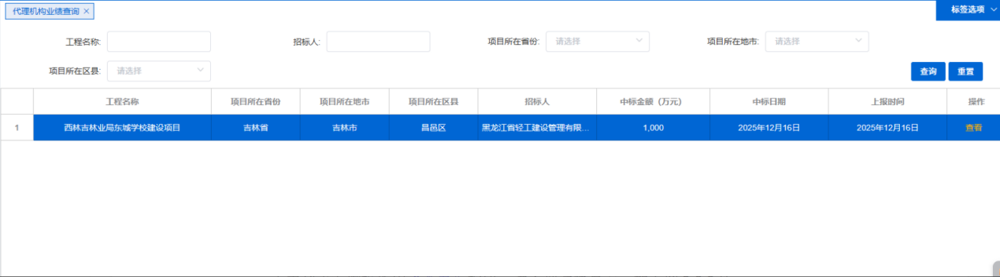 代理机构业绩查询 ×
标签选项
工程名称:
招标人:
项目所在省份: 请选择
项目所在地市: 请选择
项目所在区县: 请选择
查询 重置
工程名称 项目所在省份 项目所在地市 项目所在区县 招标人 中标金额（万元） 中标日期 上报时间 操作
1 西林吉林业局东城学校建设项目 吉林省 吉林市 昌邑区 黑龙江省轻工建设管理有限... 1,000 2025年12月16日 2025年12月16日 查看